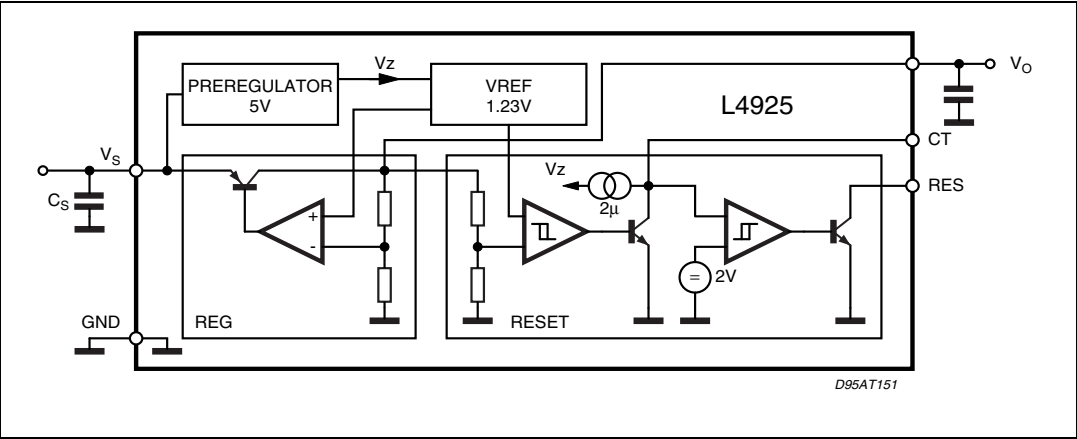 PREREGULATOR
5V
Vz
VREF
1.23V
L4925
V_O
CT
RES
V_S
C_S
GND
REG
+
-
Vz
2µ
=
2V
RESET
D95AT151